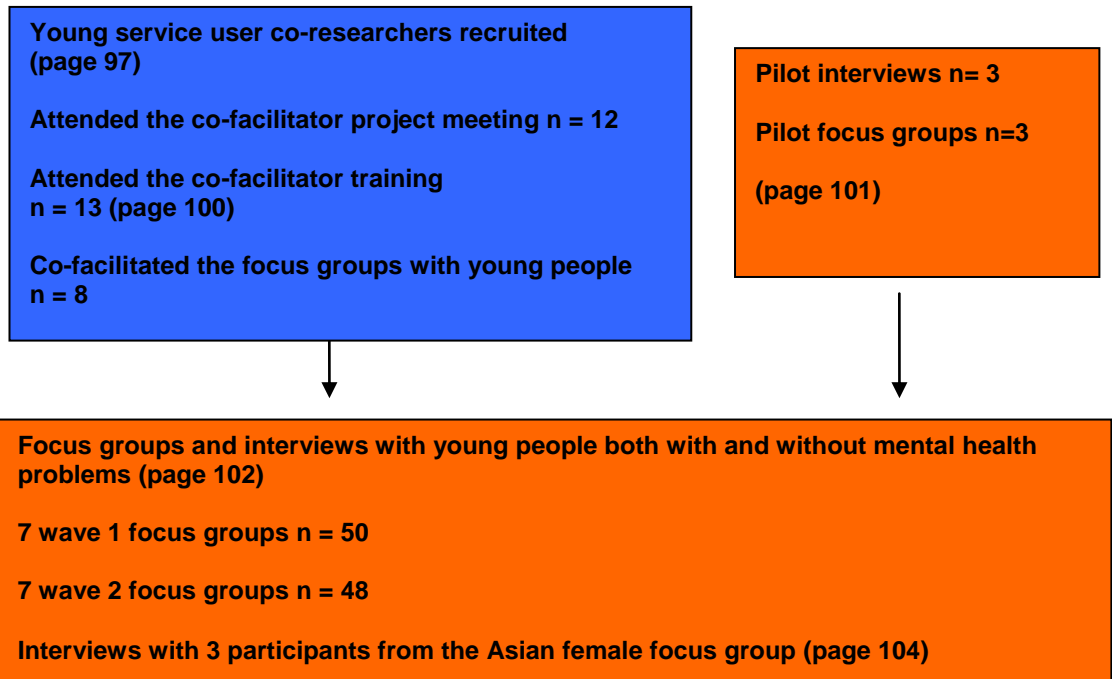 Young service user co-researchers recruited
(page 97)
Attended the co-facilitator project meeting n = 12
Attended the co-facilitator training
n = 13 (page 100)
Co-facilitated the focus groups with young people
n = 8
Pilot interviews n= 3
Pilot focus groups n=3
(page 101)
Focus groups and interviews with young people both with and without mental health
problems (page 102)
7 wave 1 focus groups n = 50
7 wave 2 focus groups n = 48
Interviews with 3 participants from the Asian female focus group (page 104)